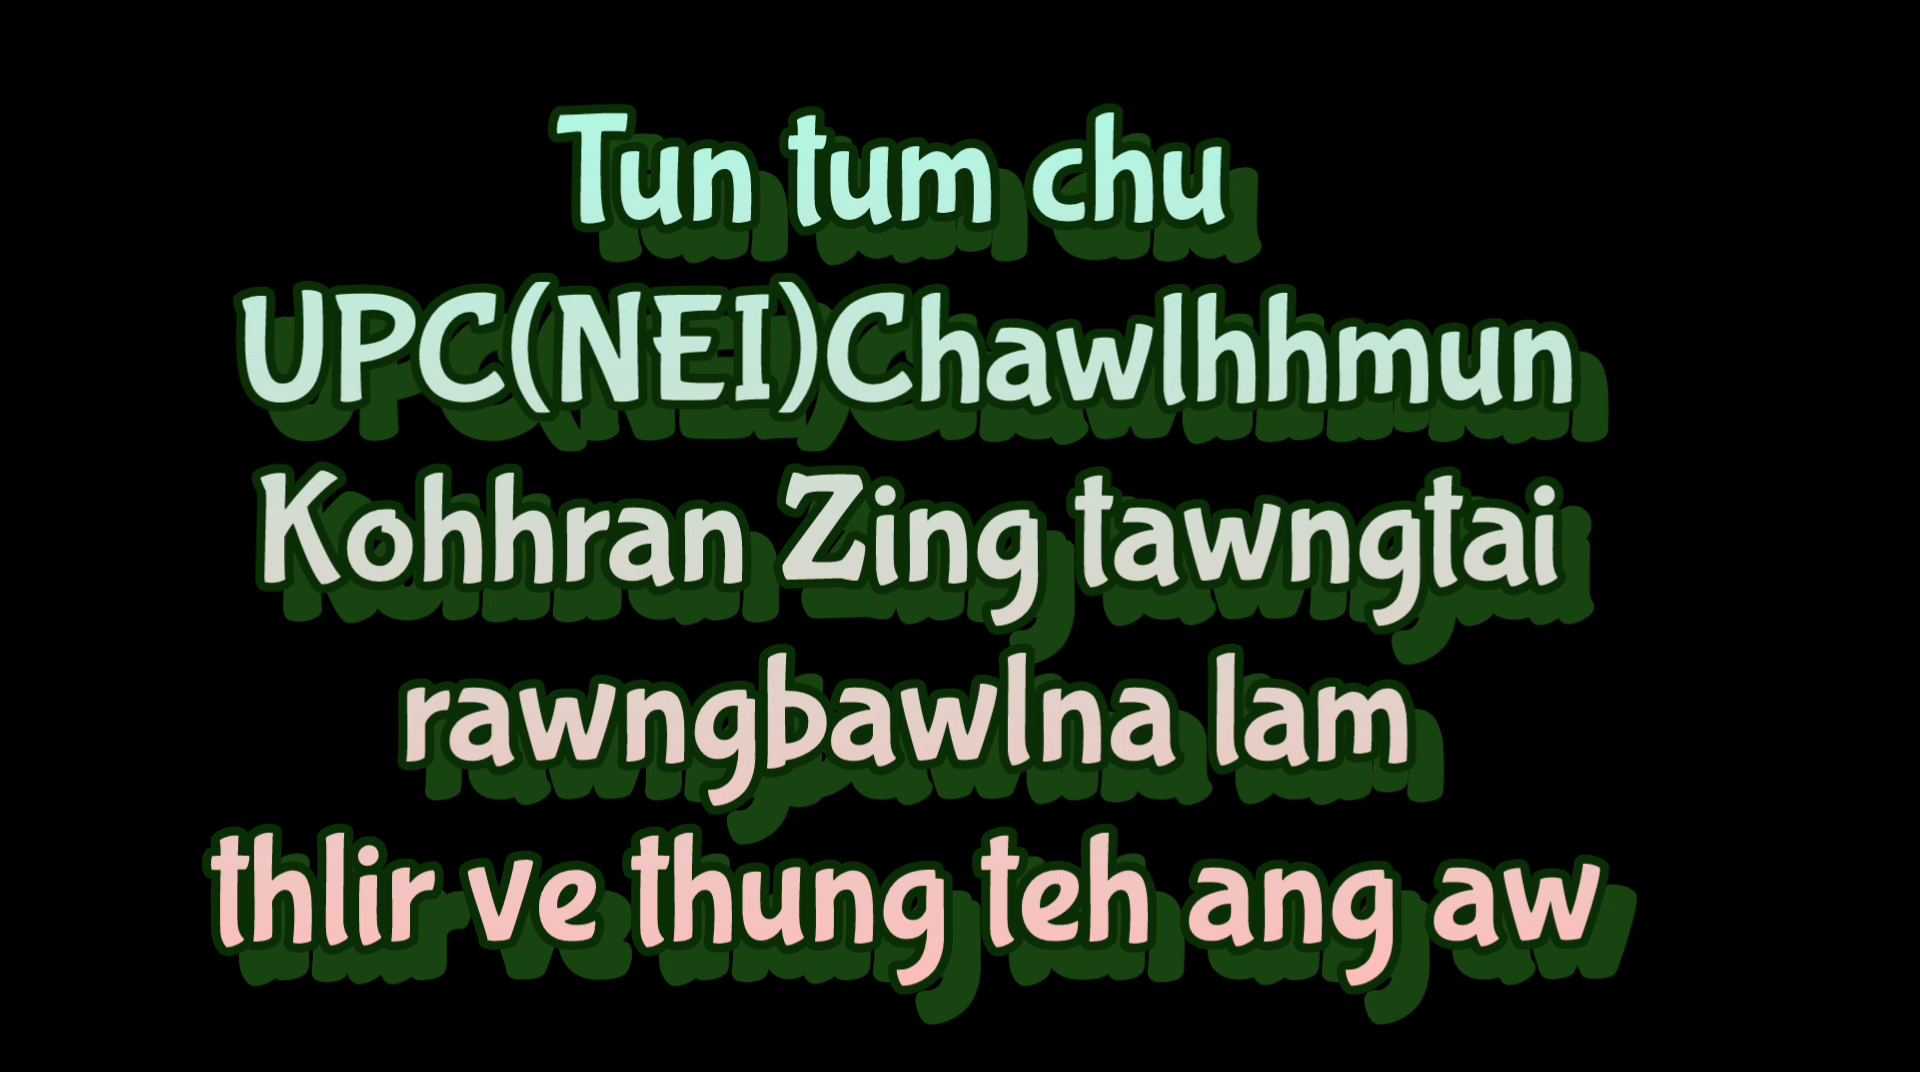 Tun tum chu
UPC(NEI)Chawlhhmun
Kohhran Zing tawngtai
rawngbawlna lam
thlir ve thung teh ang aw